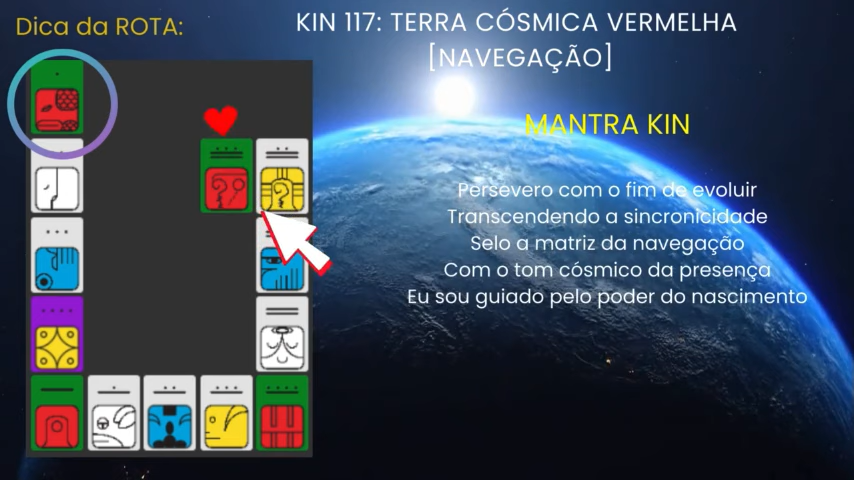 Dica da ROTA:
KIN 117: TERRA CÓSMICA VERMELHA
[NAVEGAÇÃO]
MANTRA KIN
Persevero com o fim de evoluir
Transcendendo a sincronicidade
Selo a matriz da navegação
Com o tom cósmico da presença
Eu sou guiado pelo poder do nascimento